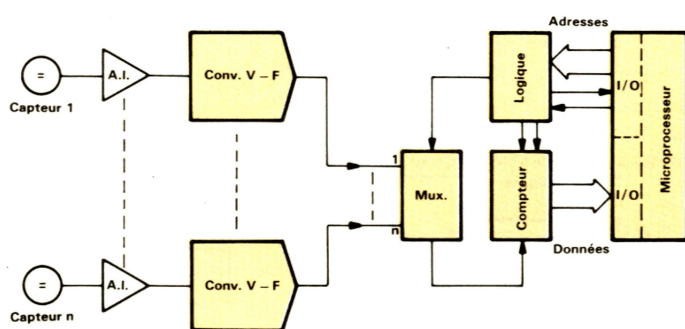 Adresses
A.I.
Conv. V – F
Capteur 1
Logique
I/O
Microprocesseur
1
Mux.
n
Compteur
I/O
Données
A.I.
Conv. V – F
Capteur n
=
=